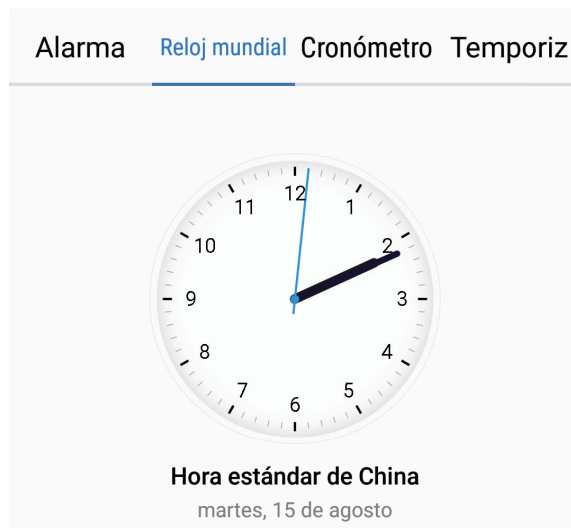 Alarma Reloj mundial Cronómetro Temporiz
12
11 1
10 2
9 3
8 4
7 5
6
Hora estándar de China
martes, 15 de agosto